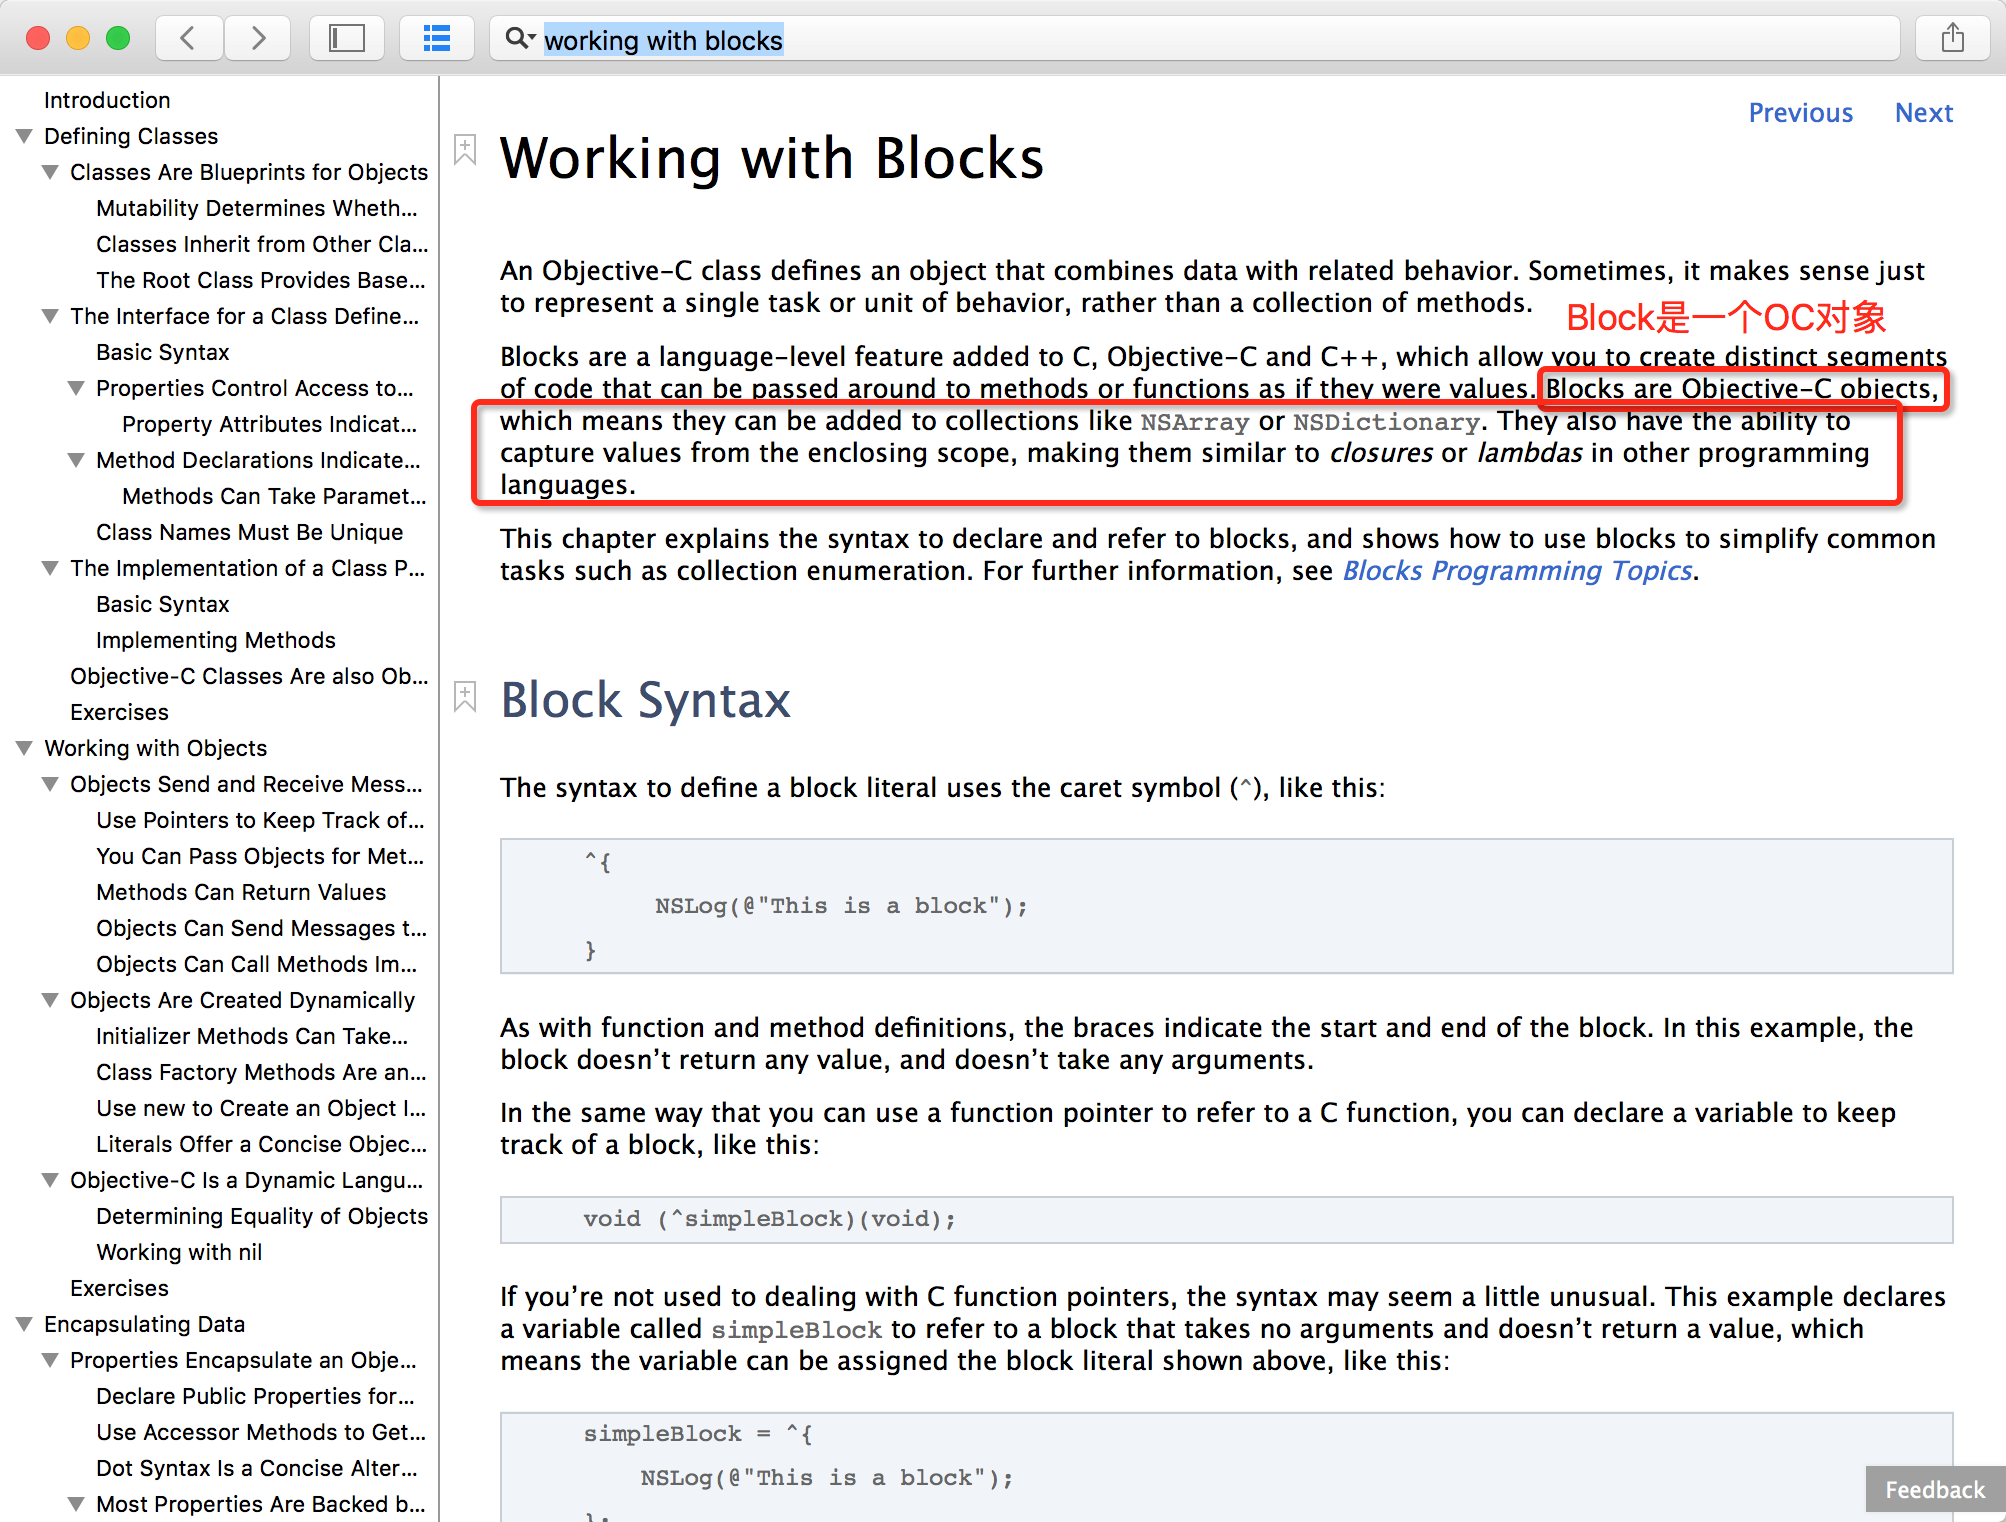 working with blocks
Introduction
Defining Classes
Classes Are Blueprints for Objects
Mutability Determines Wheth...
Classes Inherit from Other Cla...
The Root Class Provides Base...
The Interface for a Class Define...
Basic Syntax
Properties Control Access to...
Property Attributes Indicat...
Method Declarations Indicate...
Methods Can Take Paramet...
Class Names Must Be Unique
The Implementation of a Class P...
Basic Syntax
Implementing Methods
Objective-C Classes Are also Ob...
Exercises
Working with Objects
Objects Send and Receive Mess...
Use Pointers to Keep Track of...
You Can Pass Objects for Met...
Methods Can Return Values
Objects Can Send Messages t...
Objects Can Call Methods Im...
Objects Are Created Dynamically
Initializer Methods Can Take...
Class Factory Methods Are an...
Use new to Create an Object I...
Literals Offer a Concise Objec...
Objective-C Is a Dynamic Langu...
Determining Equality of Objects
Working with nil
Exercises
Encapsulating Data
Properties Encapsulate an Obje...
Declare Public Properties for...
Use Accessor Methods to Get...
Dot Syntax Is a Concise Alter...
Most Properties Are Backed b...
Previous Next
Working with Blocks
An Objective-C class defines an object that combines data with related behavior. Sometimes, it makes sense just
to represent a single task or unit of behavior, rather than a collection of methods.
Block是一个OC对象
Blocks are a language-level feature added to C, Objective-C and C++, which allow you to create distinct segments
of code that can be passed around to methods or functions as if they were values. Blocks are Objective-C objects,
which means they can be added to collections like NSArray or NSDictionary. They also have the ability to
capture values from the enclosing scope, making them similar to closures or lambdas in other programming
languages.
This chapter explains the syntax to declare and refer to blocks, and shows how to use blocks to simplify common
tasks such as collection enumeration. For further information, see Blocks Programming Topics.
Block Syntax
The syntax to define a block literal uses the caret symbol (^), like this:
^{
NSLog(@"This is a block");
}
As with function and method definitions, the braces indicate the start and end of the block. In this example, the
block doesn’t return any value, and doesn’t take any arguments.
In the same way that you can use a function pointer to refer to a C function, you can declare a variable to keep
track of a block, like this:
void (^simpleBlock)(void);
If you’re not used to dealing with C function pointers, the syntax may seem a little unusual. This example declares
a variable called simpleBlock to refer to a block that takes no arguments and doesn’t return a value, which
means the variable can be assigned the block literal shown above, like this:
simpleBlock = ^{
NSLog(@"This is a block");
};
Feedback